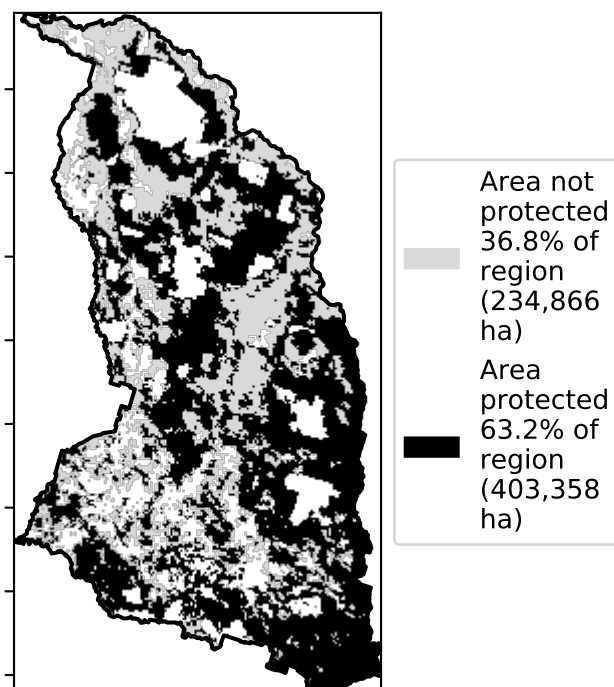 Area not
protected
36.8% of
region
(234,866
ha)
Area
protected
63.2% of
region
(403,358
ha)